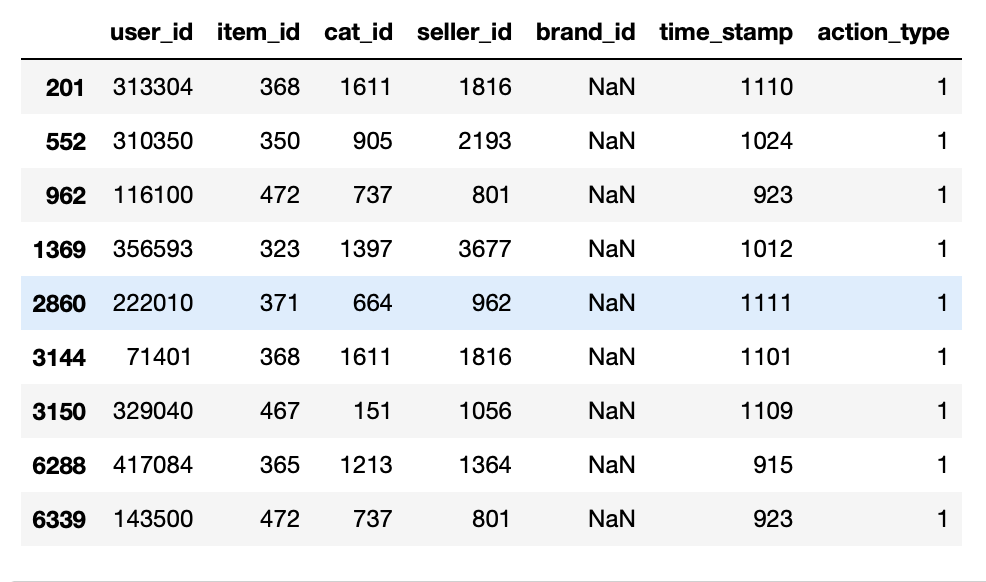 user_id item_id cat_id seller_id brand_id time_stamp action_type
201 313304 368 1611 1816 NaN 1110 1
552 310350 350 905 2193 NaN 1024 1
962 116100 472 737 801 NaN 923 1
1369 356593 323 1397 3677 NaN 1012 1
2860 222010 371 664 962 NaN 1111 1
3144 71401 368 1611 1816 NaN 1101 1
3150 329040 467 151 1056 NaN 1109 1
6288 417084 365 1213 1364 NaN 915 1
6339 143500 472 737 801 NaN 923 1